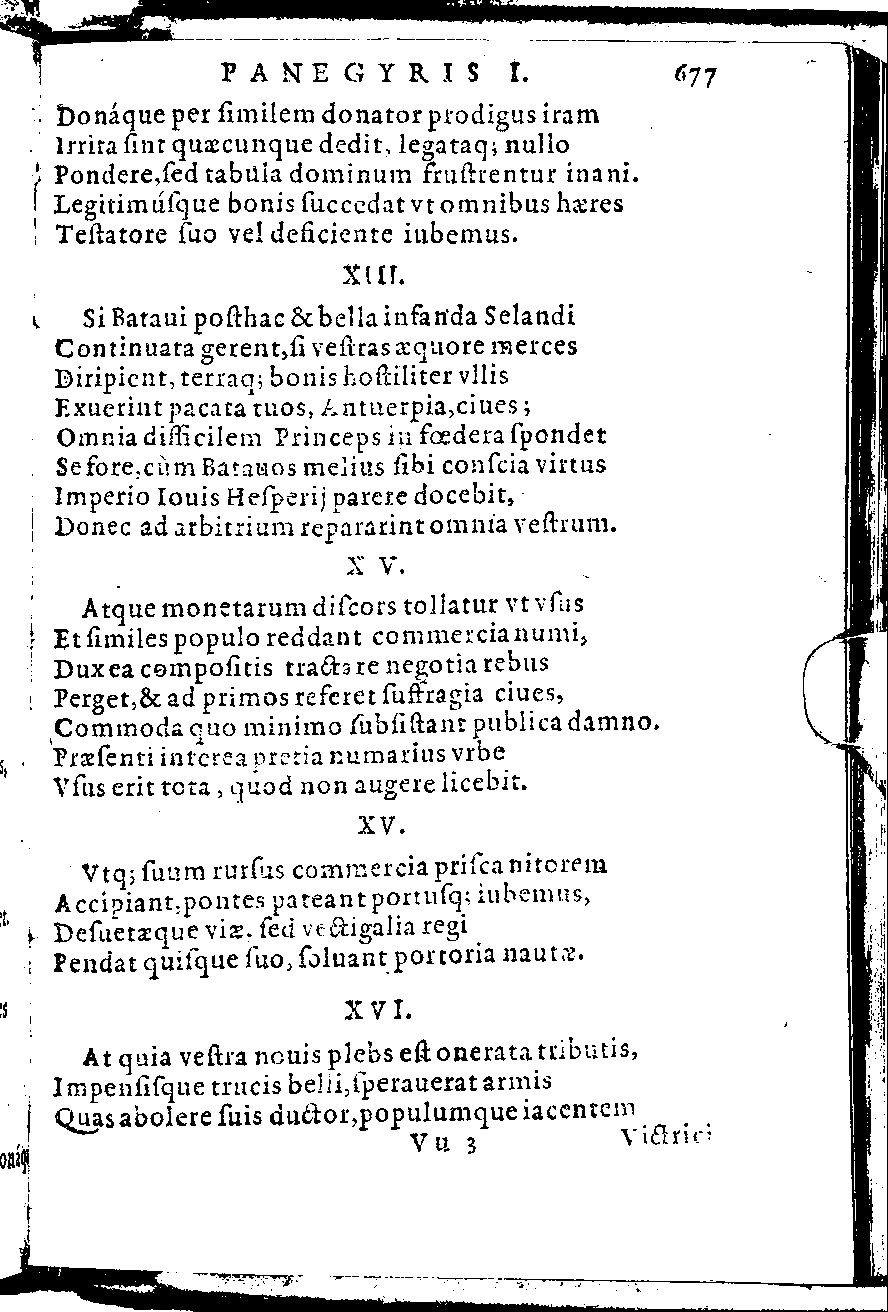 PANEGYRIS I. 677
Donáque per ſimilem donator prodigus iram
Irrita ſint quæcunque dedit, legataq; nullo
Pondere, ſed tabula dominum fruſtrentur inani.
Legitimúſque bonis ſuccedat vt omnibus hæres
Teſtatore ſuo vel deficiente iubemus.
XIII.
Si Bataui poſthac & bella infanda Selandi
Continuata gerent, ſi veſtras æquore merces
Diripient, terraq; bonis hoſtiliter vllis
Exuerint pacata tuos, Antuerpia, ciues;
Omnia difficilem Princeps in fœdera ſpondet
Se fore, cùm Batauos melius ſibi conſcia virtus
Imperio Iouis Heſperij parere docebit,
Donec ad arbitrium repararint omnia veſtrum.
XV.
Atque monetarum diſcors tollatur vt vſus
Et ſimiles populo reddant commercia numi,
Dux ea compoſitis tractare negotia rebus
Perget, & ad primos referet ſuffragia ciues,
Commoda quo minimo ſubſiſtant publica damno.
Præſenti interea pretia numarius vrbe
Vſus erit tota, quod non augere licebit.
XV.
Vtq; ſuum rurſus commercia priſca nitorem
Accipiant, pontes pateant portuſq; iubemus,
Deſuetæque viæ. ſed vectigalia regi
Pendat quiſque ſuo, ſoluant portoria nautæ.
XVI.
At quia veſtra nouis plebs eſt onerata tributis,
Impenſiſque trucis belli, ſperauerat armis
Quas abolere ſuis ductor, populumque iacentem
Vu 3 Victrici